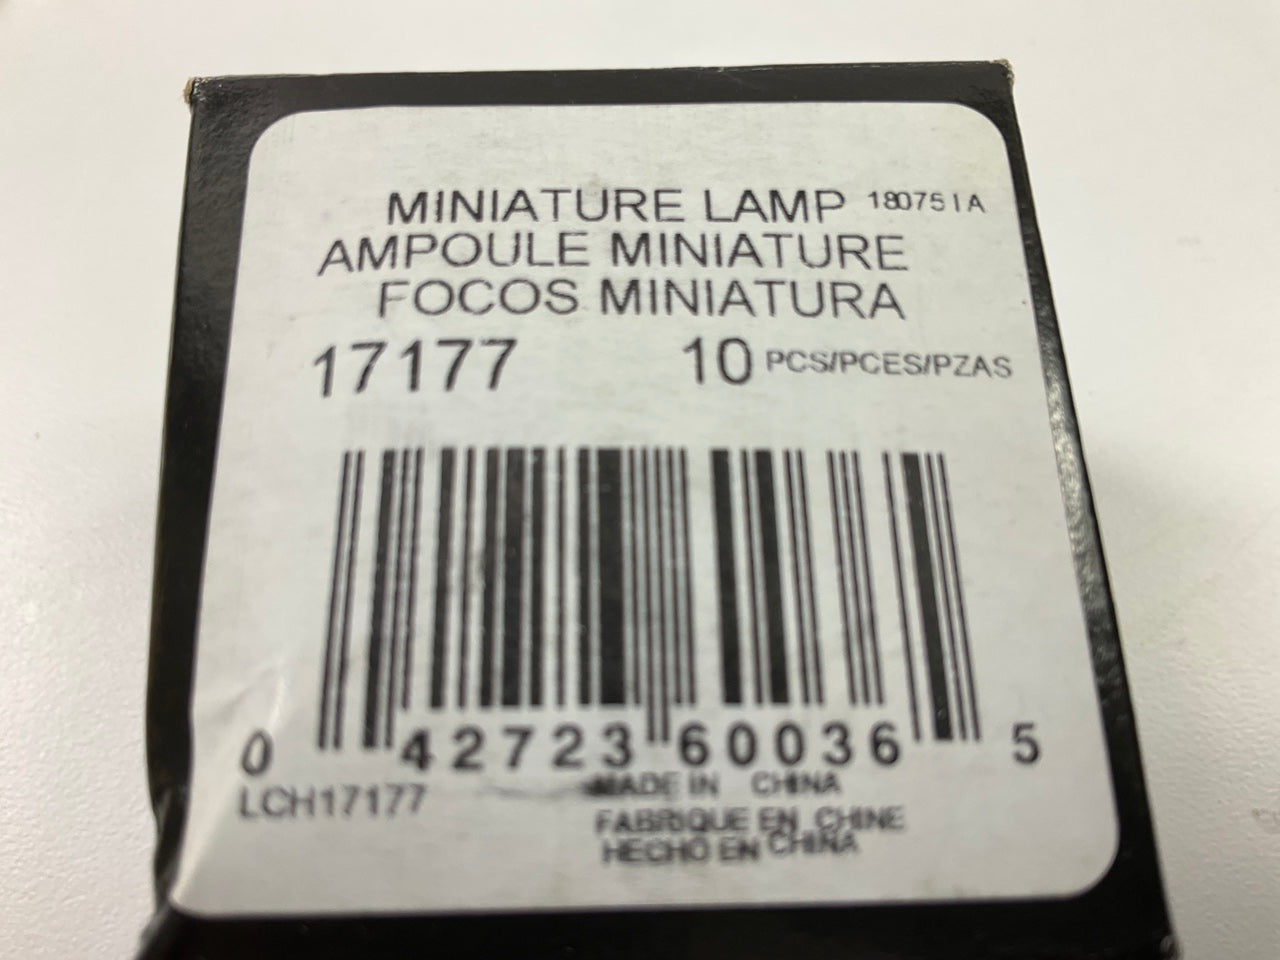 MINIATURE LAMP 180751A
AMPOULE MINIATURE
FOCOS MINIATURA
17177 10 PCS/PCES/PZAS
0 42723 60036 5
LCH17177
MADE IN CHINA
FABRIQUE EN CHINE
HECHO EN CHINA